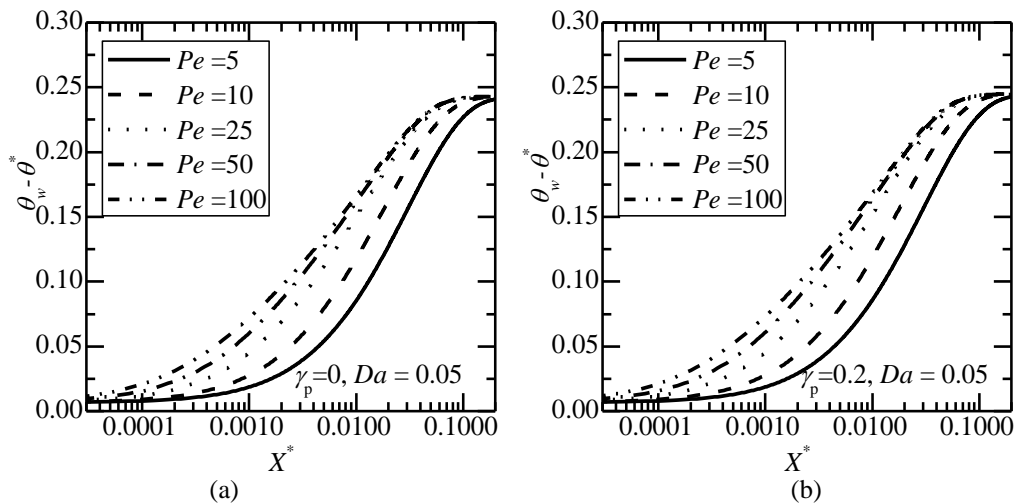 0.30
0.25
0.20
0.15
0.10
0.05
0.00
θw - θ*
Pe =5
Pe =10
Pe =25
Pe =50
Pe =100
γp=0, Da = 0.05
0.0001 0.0010 0.0100 0.1000
X*
(a)
0.30
0.25
0.20
0.15
0.10
0.05
0.00
θw - θ*
Pe =5
Pe =10
Pe =25
Pe =50
Pe =100
γp=0.2, Da = 0.05
0.0001 0.0010 0.0100 0.1000
X*
(b)